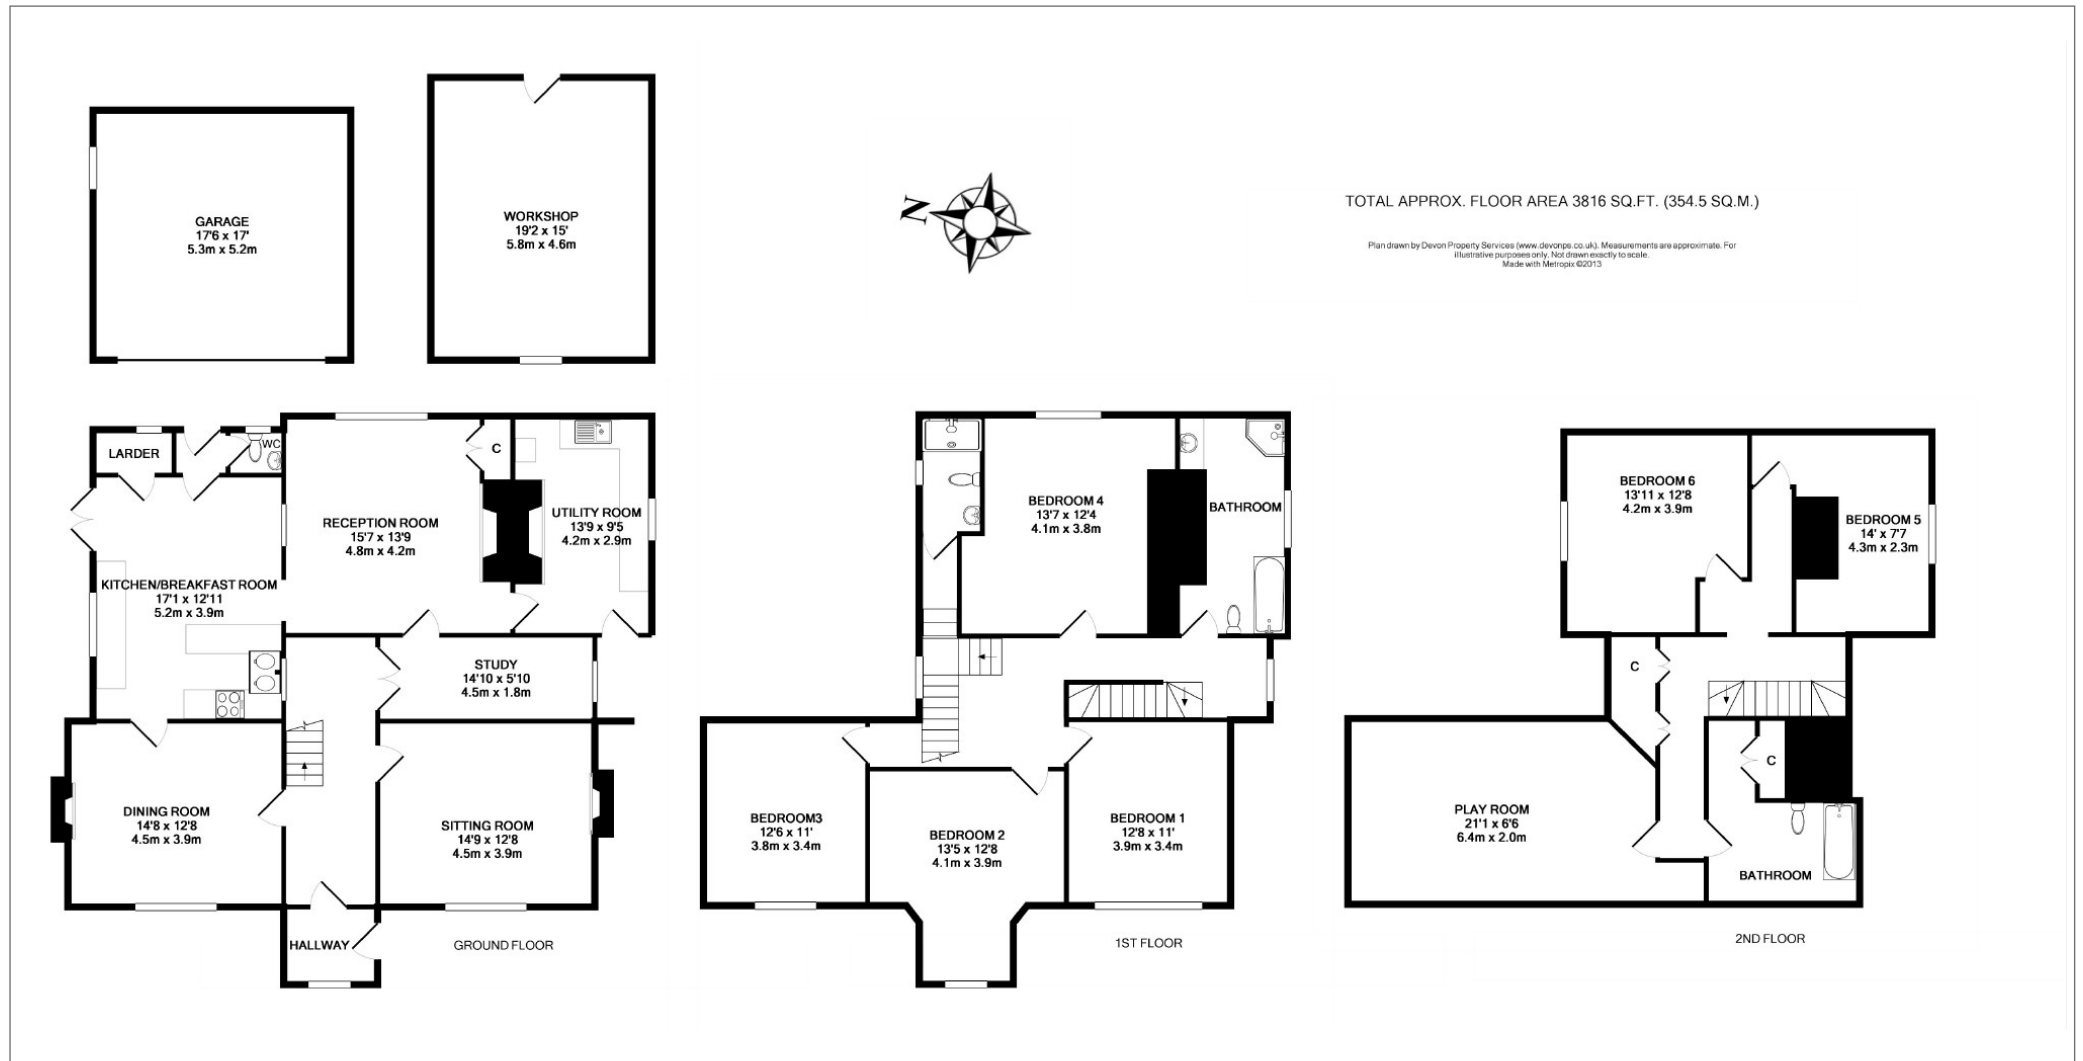 GARAGE
17'6 x 17'
5.3m x 5.2m
WORKSHOP
19'2 x 15'
5.8m x 4.6m
N
TOTAL APPROX. FLOOR AREA 3816 SQ.FT. (354.5 SQ.M.)
Plan drawn by Devon Property Services (www.devonps.co.uk). Measurements are approximate. For
illustrative purposes only. Not drawn exactly to scale.
Made with Metropix ©2013
LARDER
WC
C
RECEPTION ROOM
15'7 x 13'9
4.8m x 4.2m
UTILITY ROOM
13'9 x 9'5
4.2m x 2.9m
KITCHEN/BREAKFAST ROOM
17'1 x 12'11
5.2m x 3.9m
STUDY
14'10 x 5'10
4.5m x 1.8m
DINING ROOM
14'8 x 12'8
4.5m x 3.9m
SITTING ROOM
14'9 x 12'8
4.5m x 3.9m
HALLWAY
GROUND FLOOR
BEDROOM 4
13'7 x 12'4
4.1m x 3.8m
BATHROOM
BEDROOM3
12'6 x 11'
3.8m x 3.4m
BEDROOM 2
13'5 x 12'8
4.1m x 3.9m
BEDROOM 1
12'8 x 11'
3.9m x 3.4m
1ST FLOOR
BEDROOM 6
13'11 x 12'8
4.2m x 3.9m
BEDROOM 5
14' x 7'7
4.3m x 2.3m
C
C
PLAY ROOM
21'1 x 6'6
6.4m x 2.0m
BATHROOM
2ND FLOOR